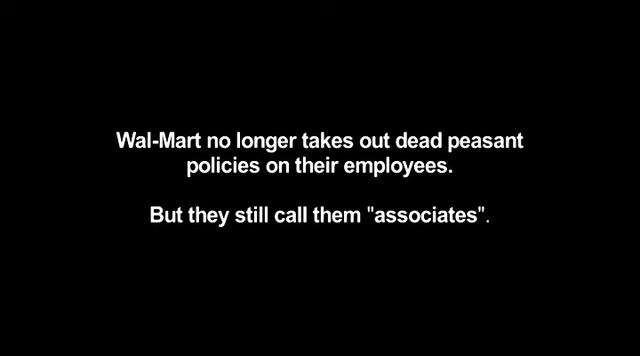 Wal-Mart no longer takes out dead peasant
policies on their employees.
But they still call them "associates".